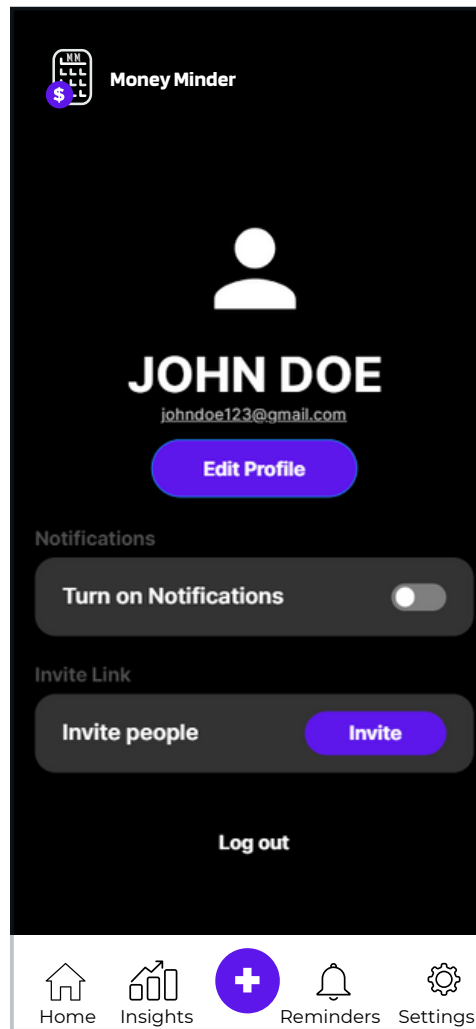 MM
$
Money Minder
JOHN DOE
johndoe123@gmail.com
Edit Profile
Notifications
Turn on Notifications
Invite Link
Invite people Invite
Log out
Home Insights Reminders Settings